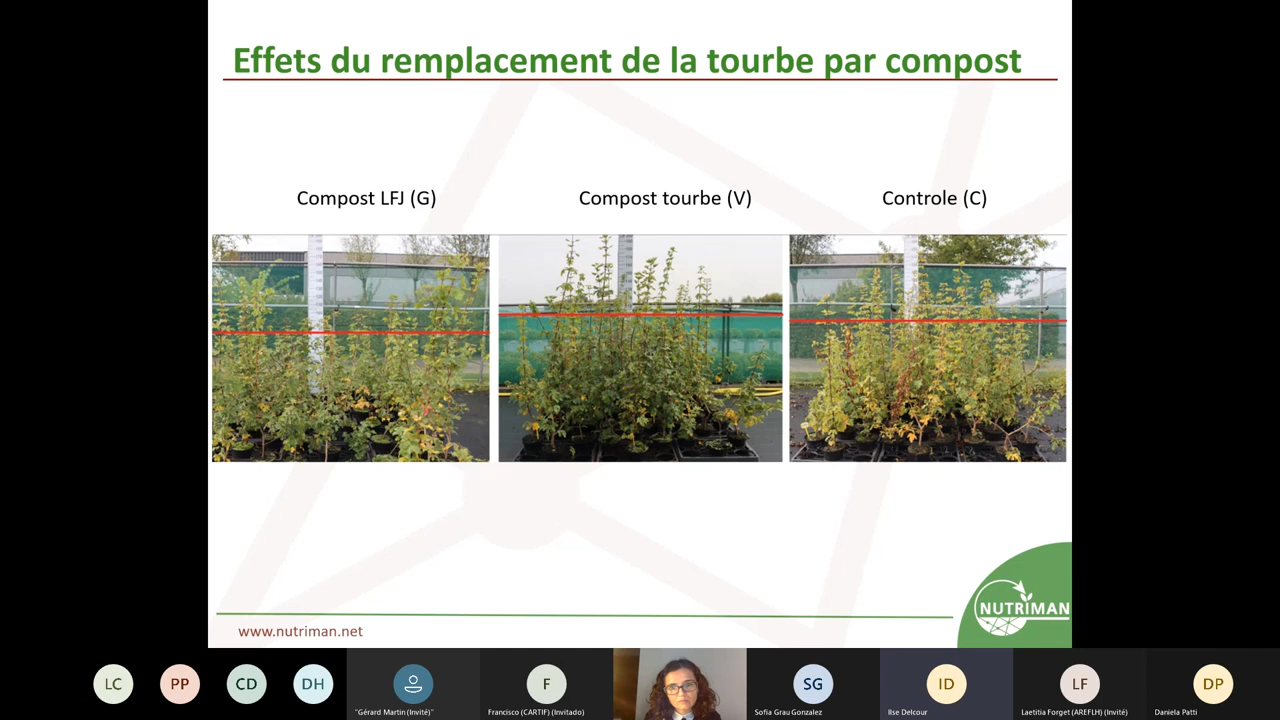 Effets du remplacement de la tourbe par compost
Compost LFJ (G)
Compost tourbe (V)
Controle (C)
NUTRIMAN
www.nutriman.net
LC
PP
CD
DH
F
SG
ID
LF
DP
"Gérard Martin (Invité)"
Francisco (CARTIF) (Invitado)
Sofia Grau Gonzalez
Ilse Delcour
Laetitia Forget (AREFLH) (Invité)
Daniela Patti